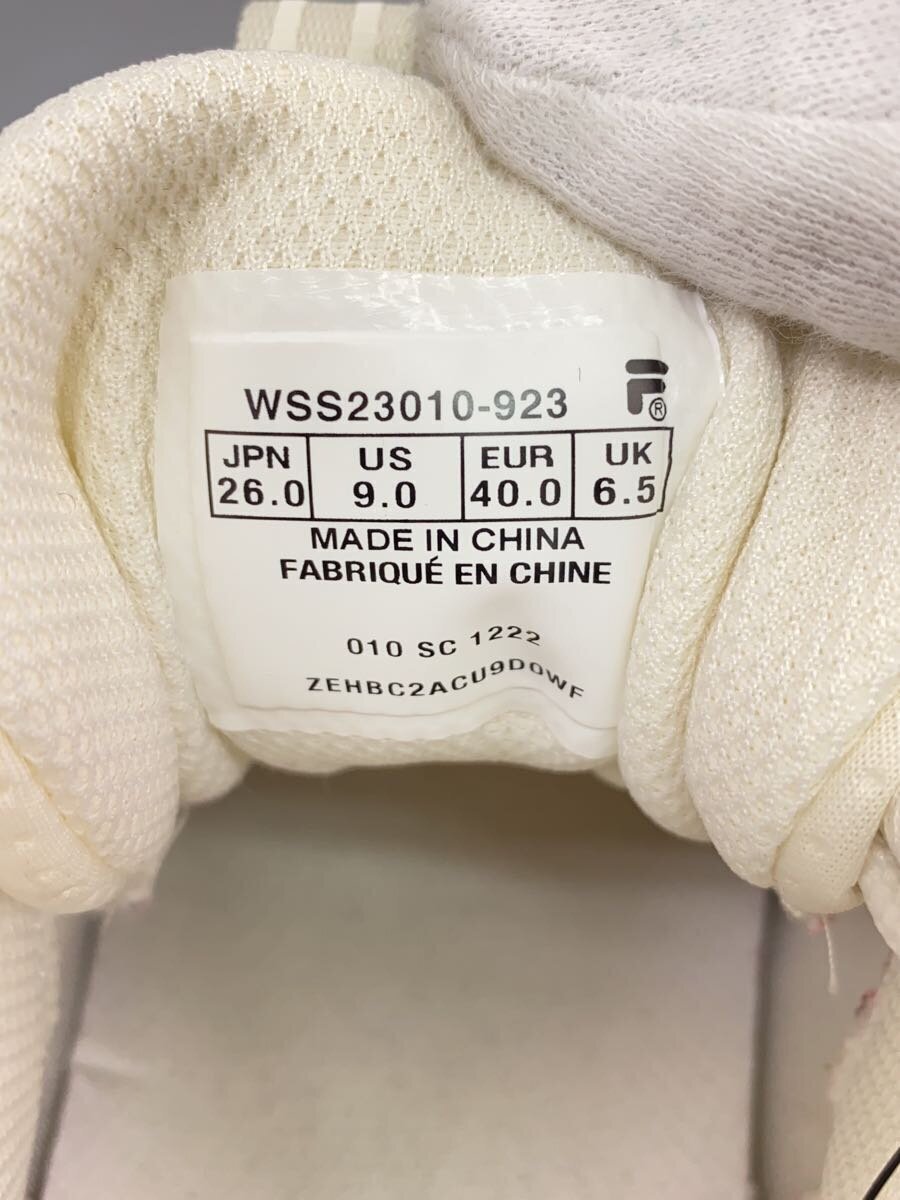 WSS23010-923
F®
JPN US EUR UK
26.0 9.0 40.0 6.5
MADE IN CHINA
FABRIQUÉ EN CHINE
010 SC 1222
ZEHBC2ACU9DOWF